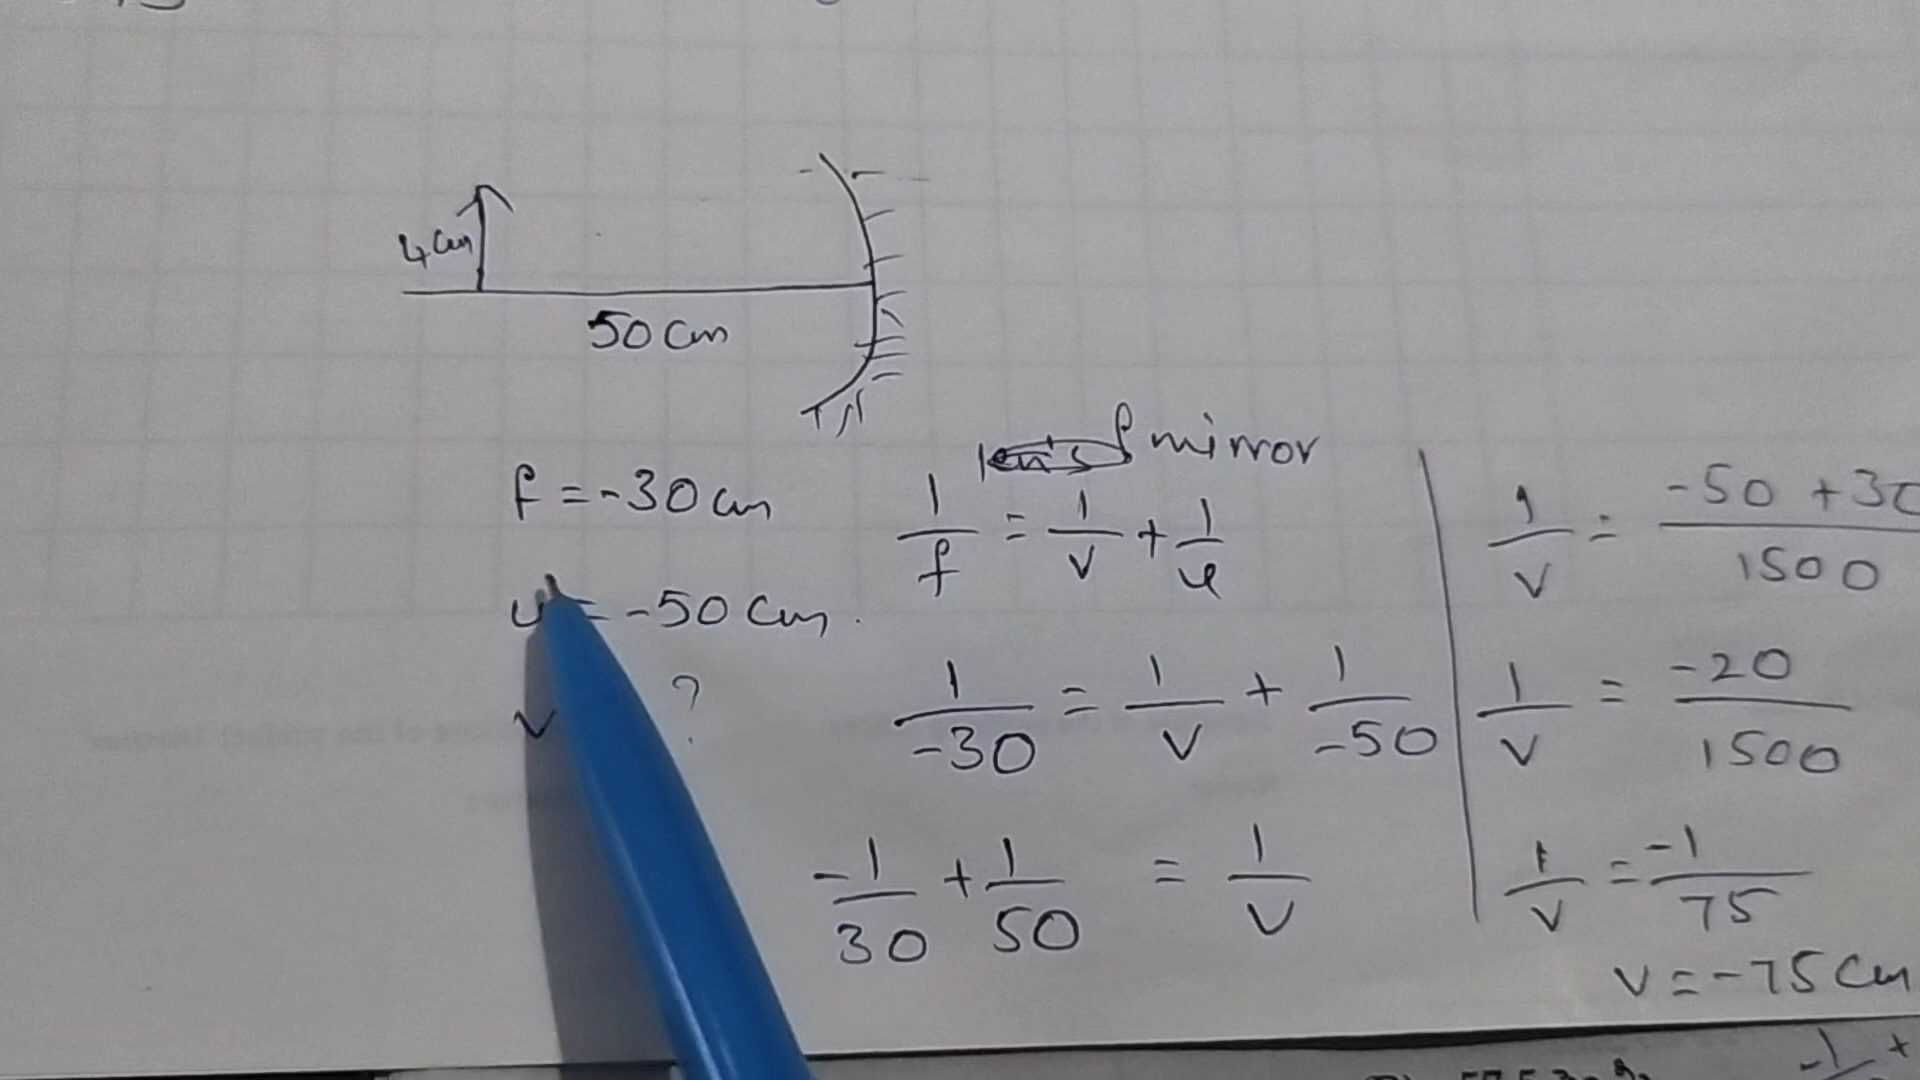 4cm
50 cm
f = -30 cm
u = -50 cm.
v ?
mirror
1/f = 1/v + 1/u
1/-30 = 1/v + 1/-50
-1/30 + 1/50 = 1/v
1/v = -50 + 30/1500
1/v = -20/1500
1/v = -1/75
v = -75 cm